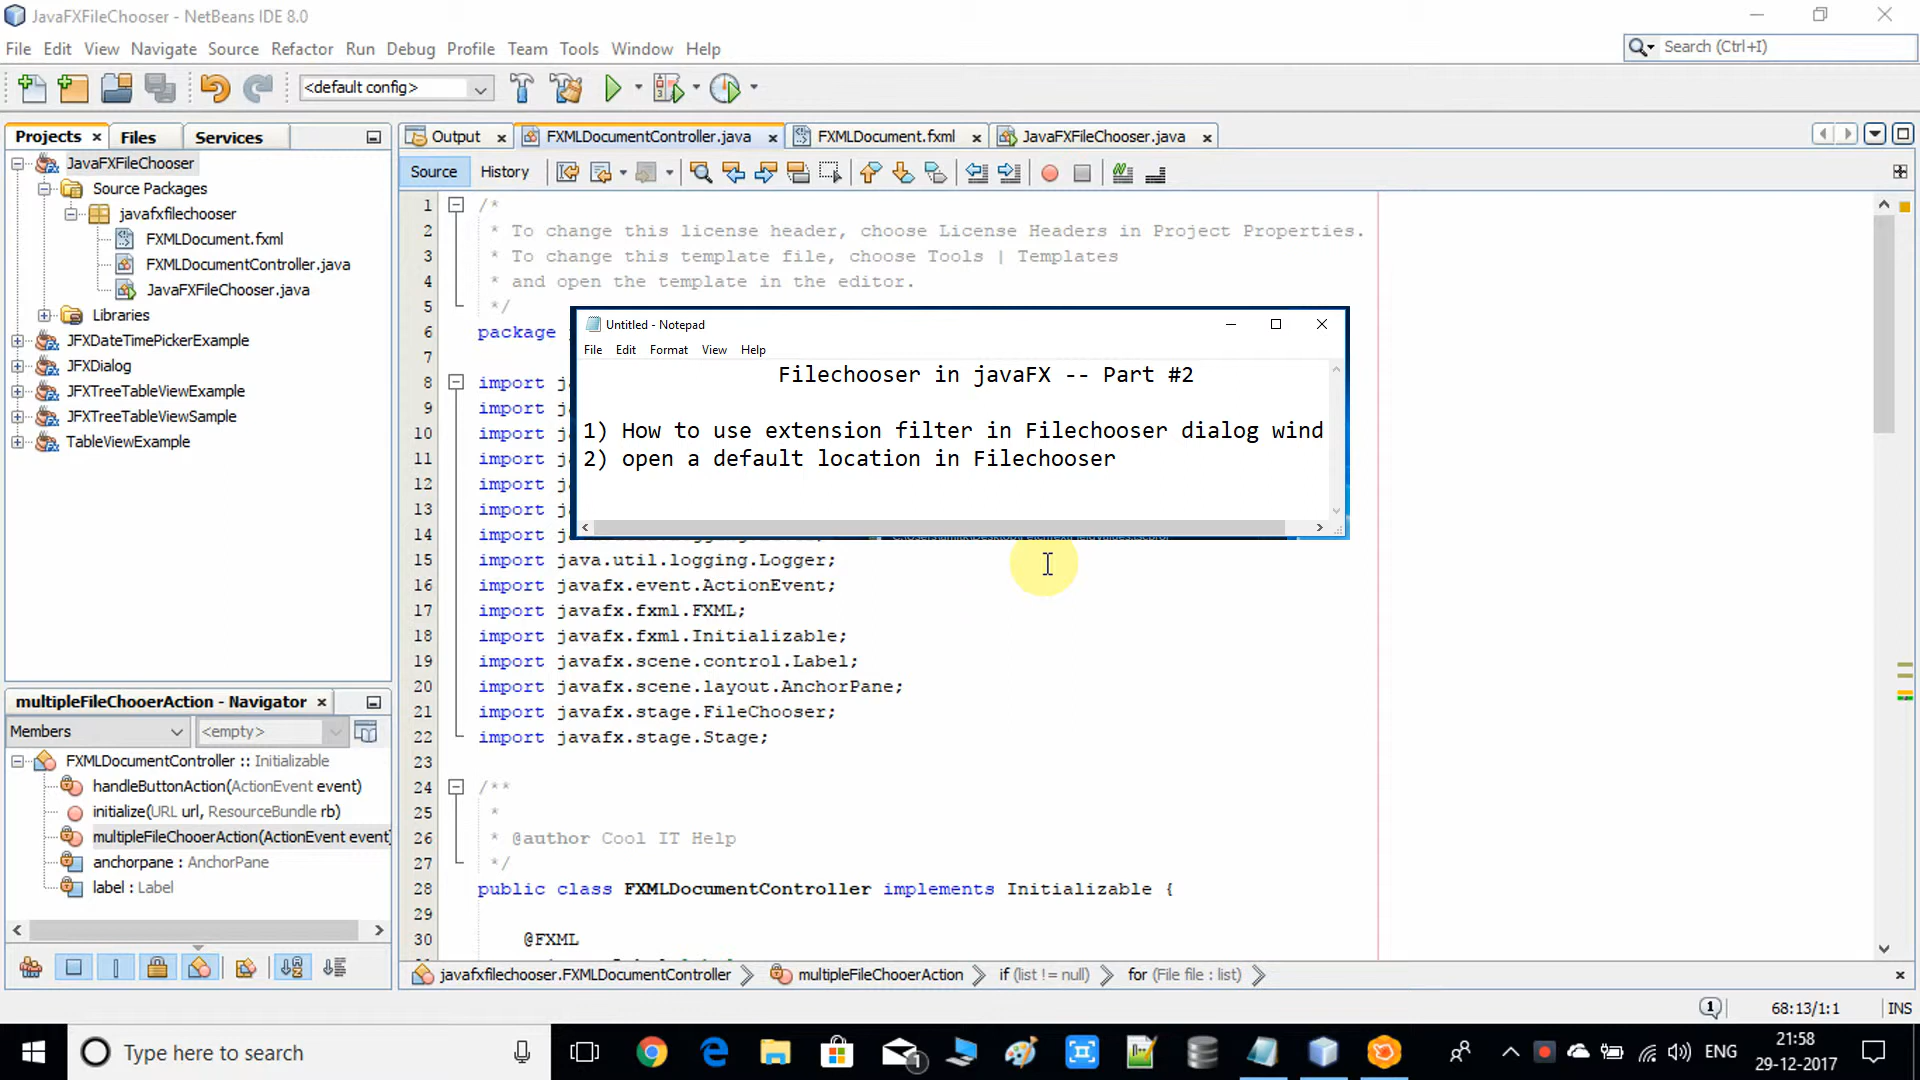 JavaFXFileChooser - NetBeans IDE 8.0
File Edit View Navigate Source Refactor Run Debug Profile Team Tools Window Help
Search (Ctrl+I)
<default config>
Projects Files Services
Output FXMLDocumentController.java FXMLDocument.fxml JavaFXFileChooser.java
Source History
JavaFXFileChooser
Source Packages
javafxfilechooser
FXMLDocument.fxml
FXMLDocumentController.java
JavaFXFileChooser.java
Libraries
JFXDateTimePickerExample
JFXDialog
JFXTreeTableViewExample
JFXTreeTableViewSample
TableViewExample
multipleFileChooerAction - Navigator
Members <empty>
FXMLDocumentController :: Initializable
handleButtonAction(ActionEvent event)
initialize(URL url, ResourceBundle rb)
multipleFileChooerAction(ActionEvent event)
anchorpane : AnchorPane
label : Label
1 /*
2 * To change this license header, choose License Headers in Project Properties.
3 * To change this template file, choose Tools | Templates
4 * and open the template in the editor.
5 */
6 package
7
8 import
9 import
10 import
11 import
12 import
13 import
14 import
15 import java.util.logging.Logger;
16 import javafx.event.ActionEvent;
17 import javafx.fxml.FXML;
18 import javafx.fxml.Initializable;
19 import javafx.scene.control.Label;
20 import javafx.scene.layout.AnchorPane;
21 import javafx.stage.FileChooser;
22 import javafx.stage.Stage;
23
24 /**
25 *
26 * @author Cool IT Help
27 */
28 public class FXMLDocumentController implements Initializable {
29
30 @FXML
Untitled - Notepad
File Edit Format View Help
Filechooser in javaFX -- Part #2
1) How to use extension filter in Filechooser dialog wind
2) open a default location in Filechooser
javafxfilechooser.FXMLDocumentController multipleFileChooerAction if (list != null) for (File file : list)
1 68:13/1:1 INS
Type here to search
1
ENG
21:58
29-12-2017